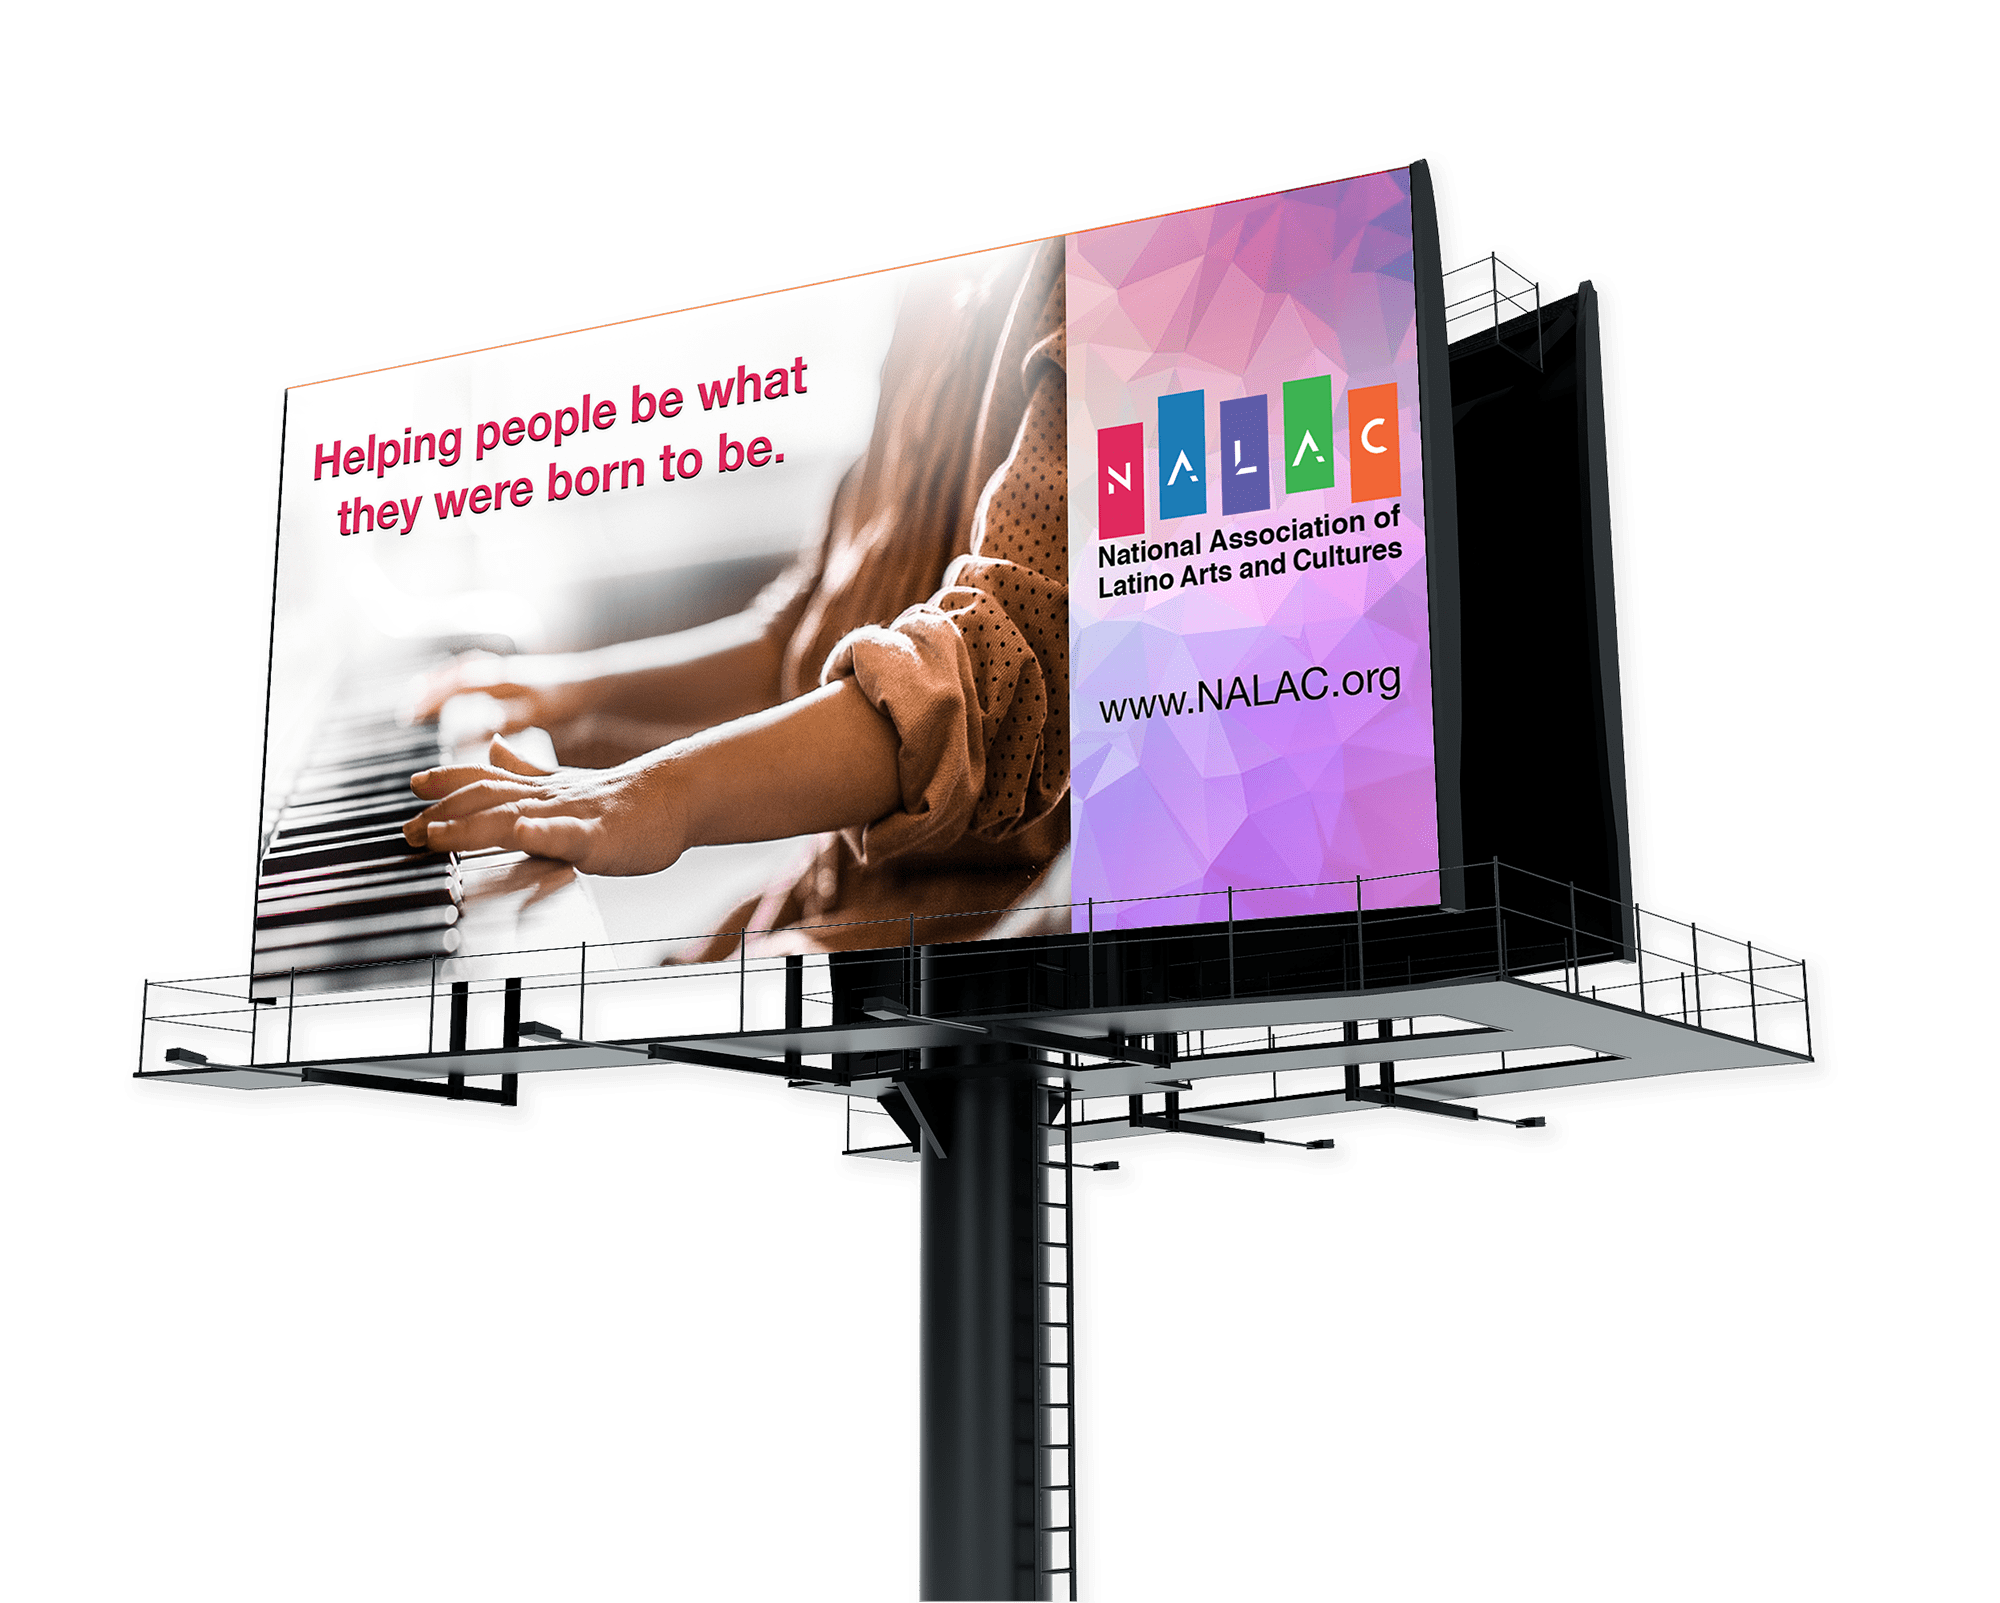 Helping people be what
they were born to be.
NALAC
National Association of
Latino Arts and Cultures
www.NALAC.org